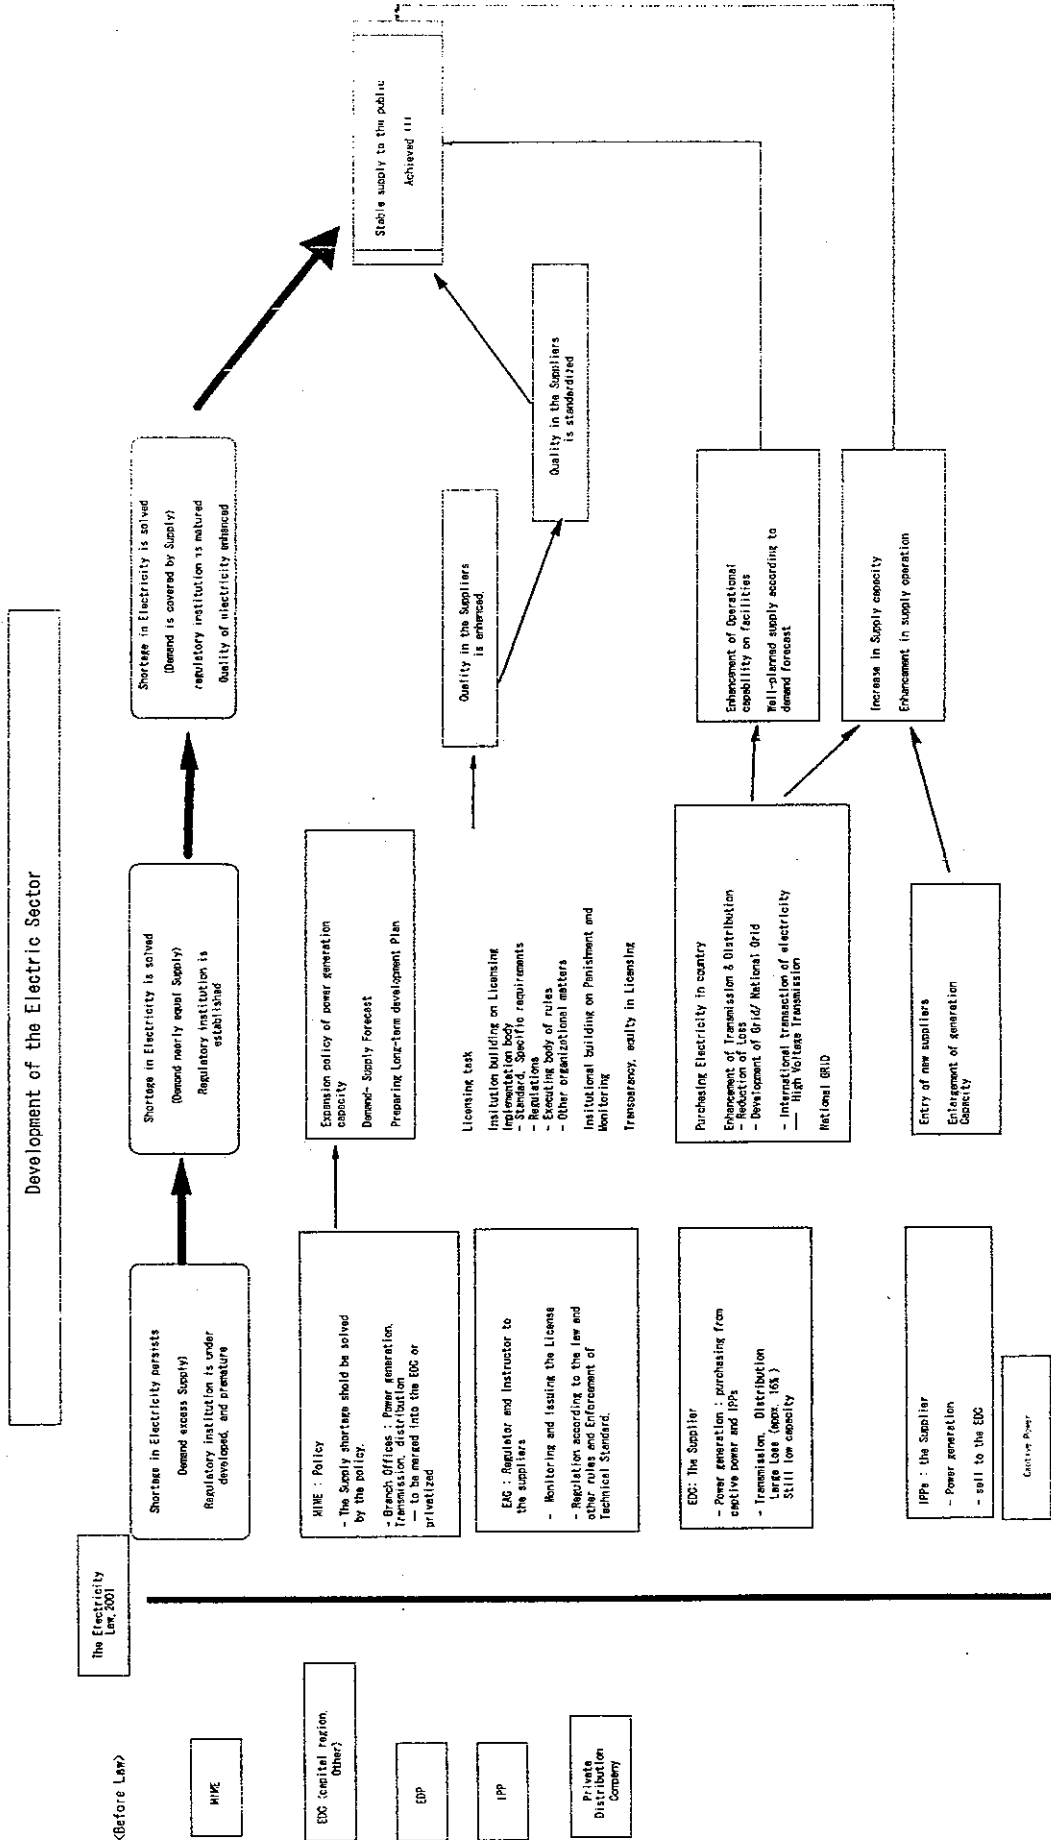 Development of the Electric Sector
<Before Law>
MIME
EDC (capital region,
Other)
EDP
IPP
Private
Distribution
Company
The Electricity
Law, 2001
Shortage in Electricity persists
Demand excess Supply)
Regulatory institution is under
developed, and premature
Shortage in Electricity is solved
(Demand nearly equal Supply)
Regulatory institution is
established
Shortage in Electricity is solved
(Demand is covered by Supply)
regulatory institution is matured
Quality of electricity enhanced
Stable supply to the public
Achieved !!!
MIME : Policy
- The Supply shortage shold be solved
by the policy.
- Branch Offices : Power generation,
Transmission, distribution
— to be merged into the EDC or
privatized
Expansion policy of power generation
capacity
Demand- Supply Forecast
Preparing Long-term development Plan
EAC : Regulator and Instructor to
the suppliers
- Monitoring and issuing the License
- Regulation according to the law and
other rules and Enforcement of
Technical Standard.
Licensing task
Insitution building on Licensing
Implementation body
- Standard, Specific requirements
- Regulations
- Executing body of rules
- Other organizational matters
Insitutional building on Panishment and
Monitoring
Transparancy, equity in Licensing
Quality in the Suppliers
is enhanced.
Quality in the Suppliers
is standardized
EDC: The Supplier
- Power generation : purchasing from
captive power and IPPs
- Transmission, Distribution
Large Loss (appx. 16% )
Still low capacity
Purchasing Electricity in country
Enhancement of Transmission & Distribution
- Reduction of Loss
- Development of Grid/ National Grid
- International transaction of electricity
— High Voltage Transmission
National GRID
Enhancement of Operational
capability on facilities
Well-planned supply according to
demand forecast
Increase in Supply capacity
Enhancement in supply operation
IPPs : the Supplier
- Power generation
- sell to the EDC
Entry of new suppliers
Enlargement of generation
Capacity
Captive Power